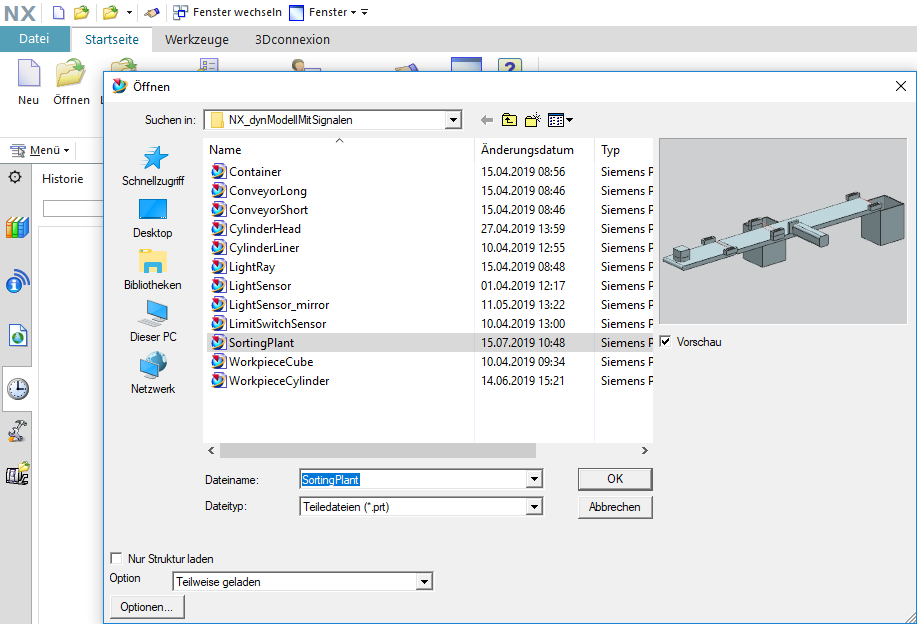 NX Fenster wechseln Fenster
Datei Startseite Werkzeuge 3Dconnexion
Neu Öffnen
Menü
Historie
Öffnen
Suchen in: NX_dynModellMitSignalen
Schnellzugriff
Desktop
Bibliotheken
Dieser PC
Netzwerk
Name Änderungsdatum Typ
Container 15.04.2019 08:56 Siemens P
ConveyorLong 15.04.2019 08:46 Siemens P
ConveyorShort 15.04.2019 08:46 Siemens P
CylinderHead 27.04.2019 13:59 Siemens P
CylinderLiner 10.04.2019 12:55 Siemens P
LightRay 15.04.2019 08:48 Siemens P
LightSensor 01.04.2019 12:17 Siemens P
LightSensor_mirror 11.05.2019 13:22 Siemens P
LimitSwitchSensor 10.04.2019 13:00 Siemens P
SortingPlant 15.07.2019 10:48 Siemens P
WorkpieceCube 10.04.2019 09:34 Siemens P
WorkpieceCylinder 14.06.2019 15:21 Siemens P
Vorschau
Dateiname: SortingPlant OK
Dateityp: Teiledateien (*.prt) Abbrechen
Nur Struktur laden
Option Teilweise geladen
Optionen...